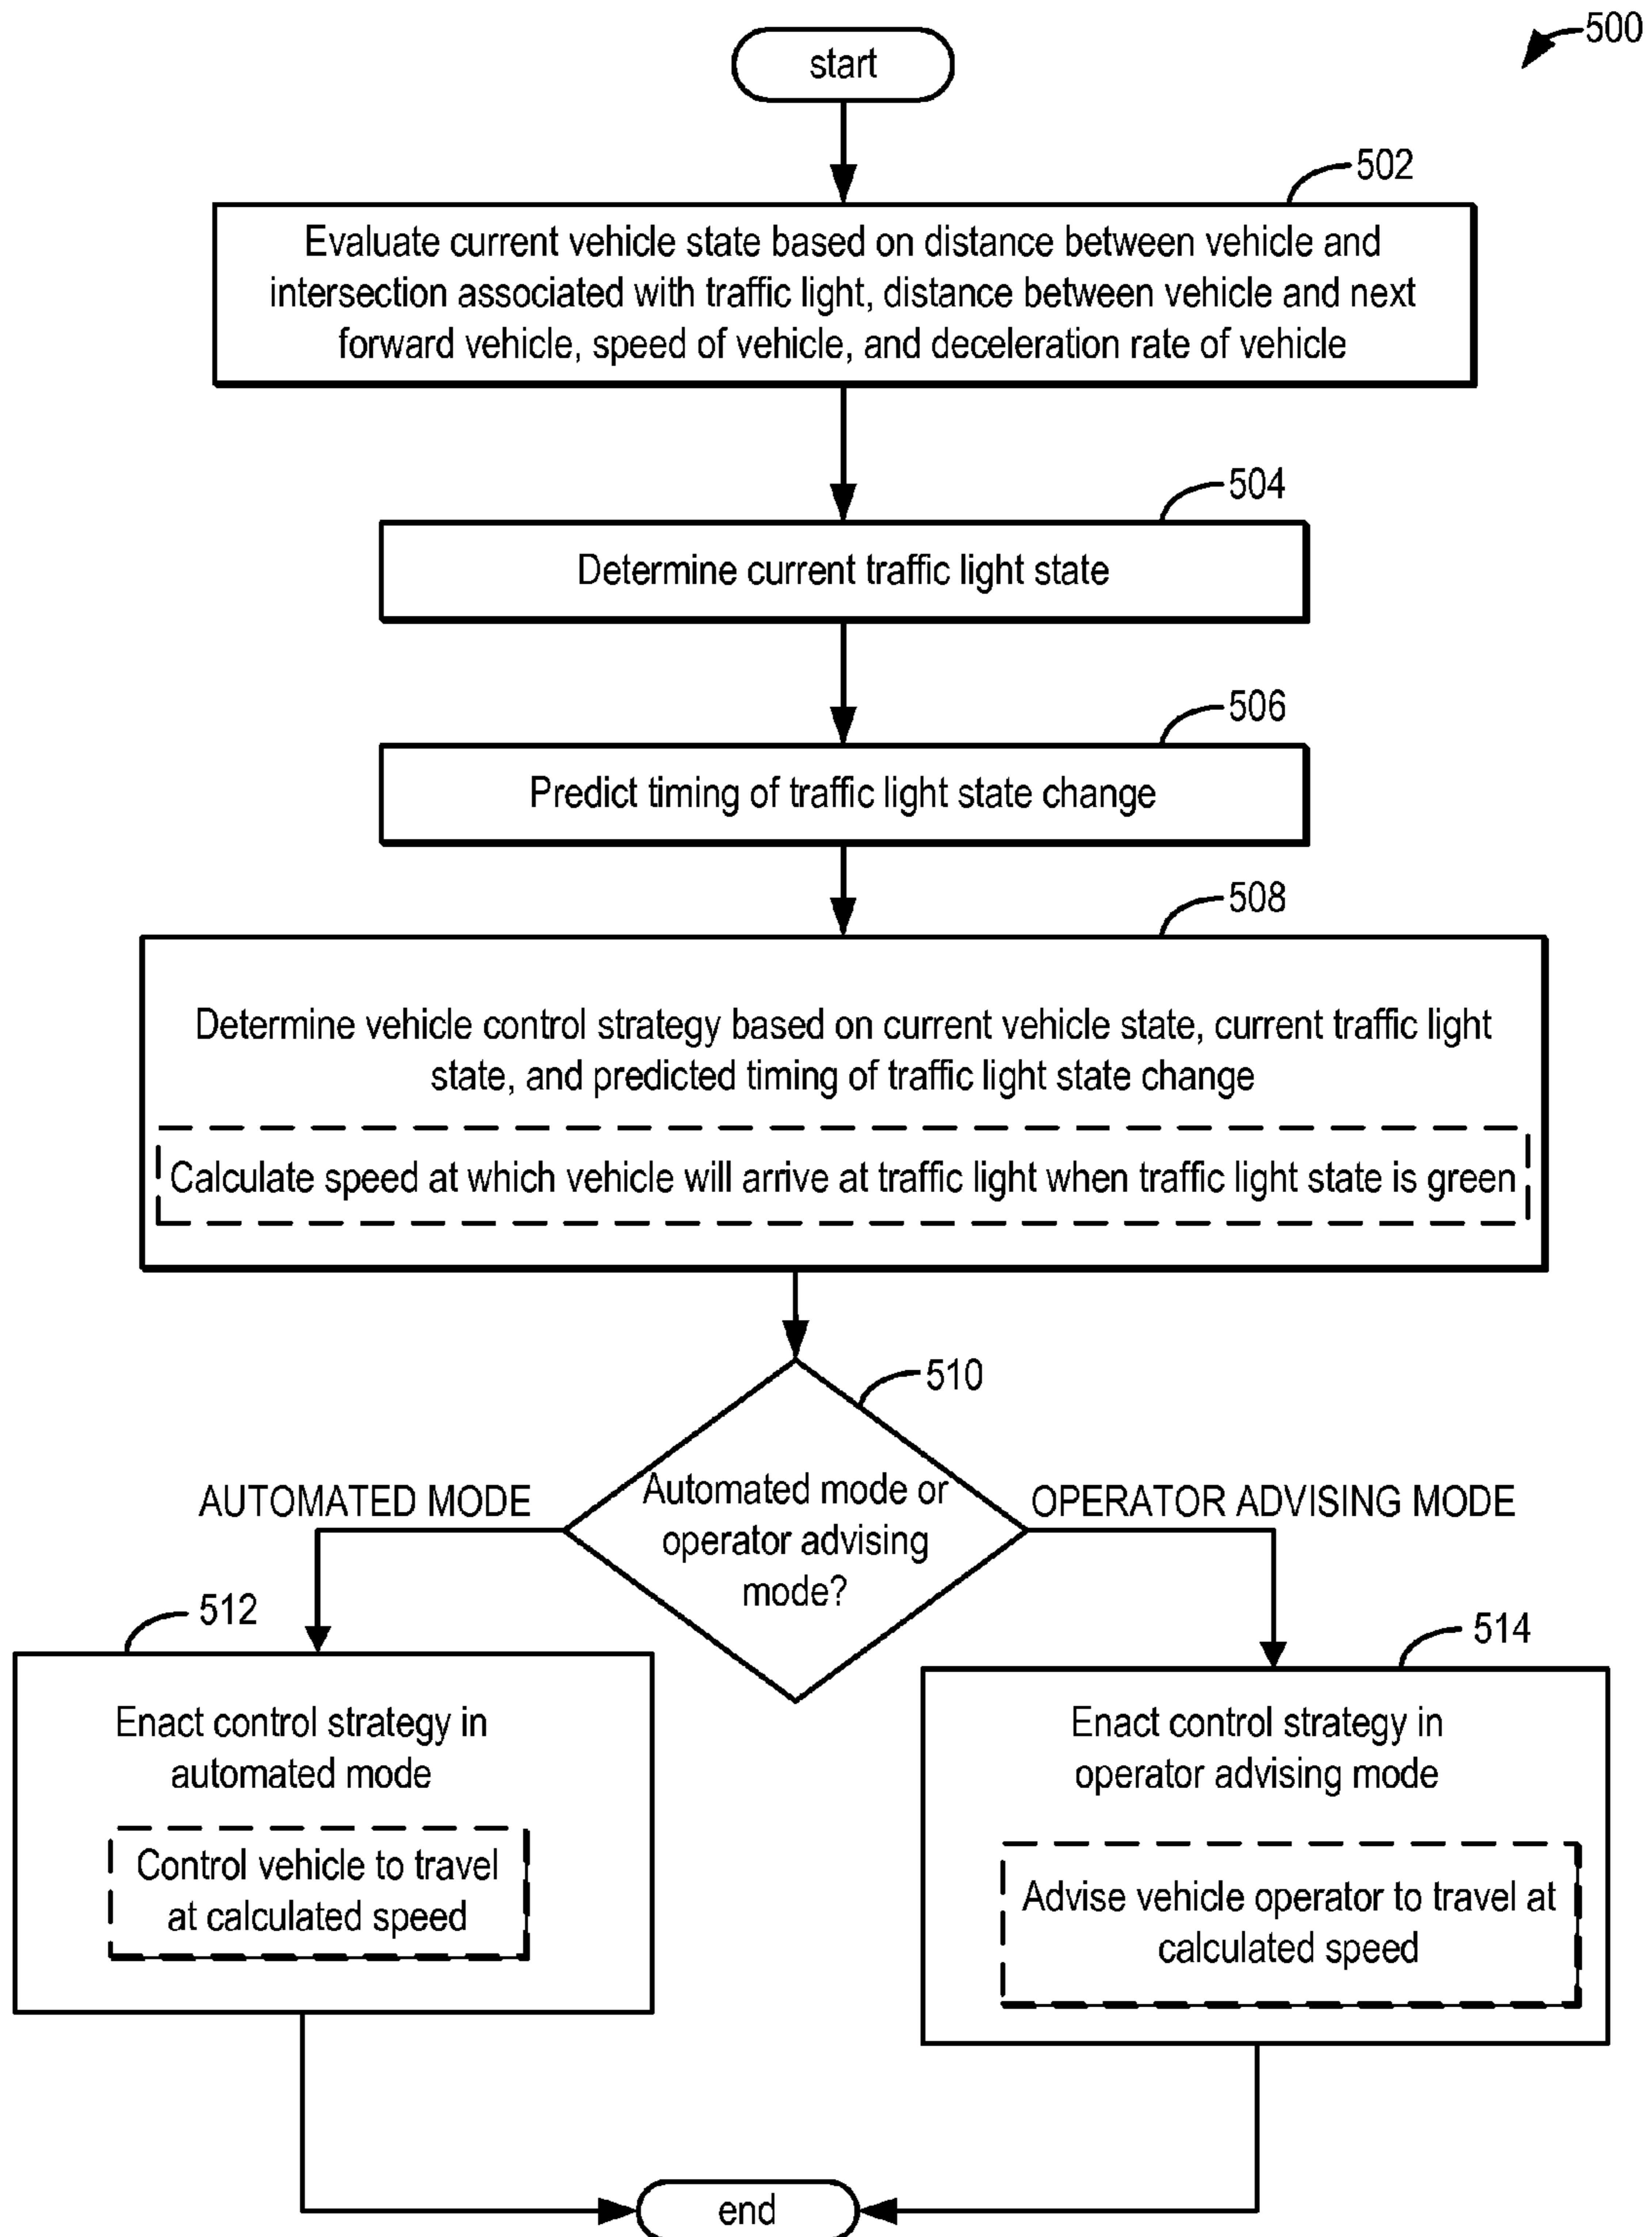 500
start
502
Evaluate current vehicle state based on distance between vehicle and
intersection associated with traffic light, distance between vehicle and next
forward vehicle, speed of vehicle, and deceleration rate of vehicle
504
Determine current traffic light state
506
Predict timing of traffic light state change
508
Determine vehicle control strategy based on current vehicle state, current traffic light
state, and predicted timing of traffic light state change
Calculate speed at which vehicle will arrive at traffic light when traffic light state is green
510
Automated mode or
operator advising
mode?
AUTOMATED MODE
OPERATOR ADVISING MODE
512
Enact control strategy in
automated mode
Control vehicle to travel
at calculated speed
514
Enact control strategy in
operator advising mode
Advise vehicle operator to travel at
calculated speed
end